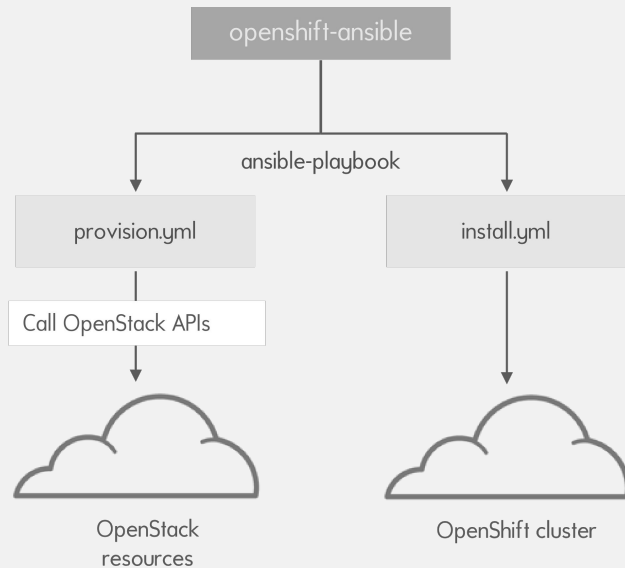 openshift-ansible
ansible-playbook
provision.yml
install.yml
Call OpenStack APIs
OpenStack
resources
OpenShift cluster